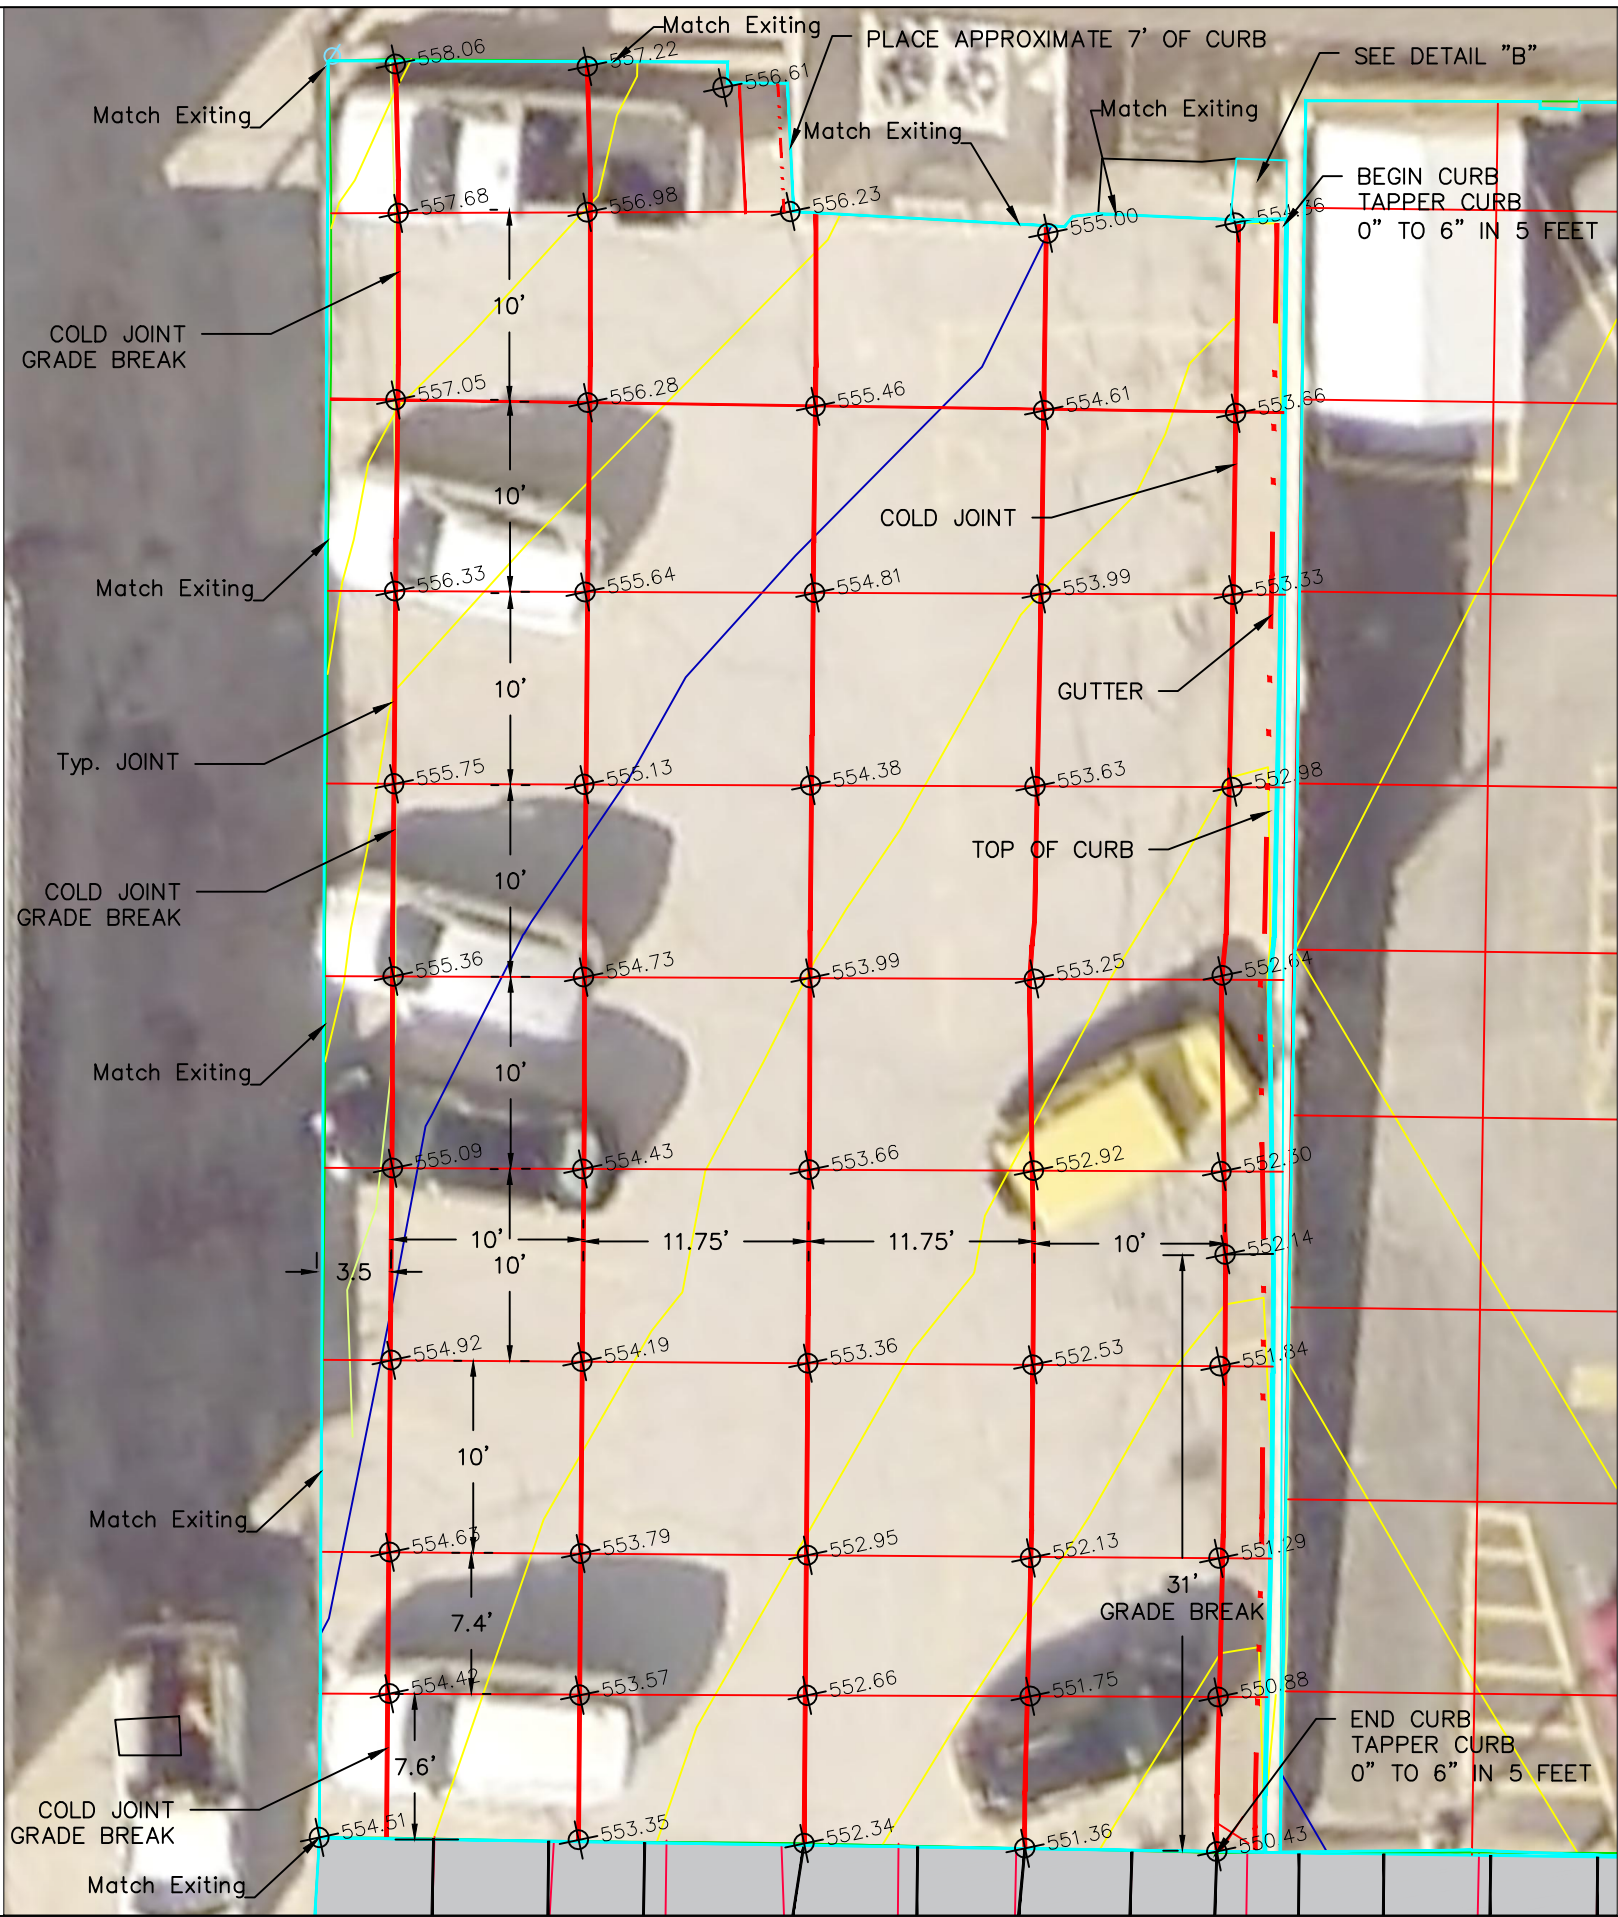 Match Exiting
PLACE APPROXIMATE 7' OF CURB
SEE DETAIL "B"
558.06
557.22
556.61
Match Exiting
Match Exiting
Match Exiting
BEGIN CURB
TAPPER CURB
0" TO 6" IN 5 FEET
557.68
556.98
556.23
555.00
554.36
10'
COLD JOINT
GRADE BREAK
557.05
556.28
555.46
554.61
553.66
10'
COLD JOINT
Match Exiting
556.33
555.64
554.81
553.99
553.33
10'
GUTTER
Typ. JOINT
555.75
555.13
554.38
553.63
552.98
TOP OF CURB
10'
COLD JOINT
GRADE BREAK
555.36
554.73
553.99
553.25
552.64
Match Exiting
10'
555.09
554.43
553.66
552.92
552.30
10'
11.75'
11.75'
10'
552.14
3.5
10'
554.92
554.19
553.36
552.53
551.84
10'
Match Exiting
554.63
553.79
552.95
552.13
551.29
31'
GRADE BREAK
7.4'
554.42
553.57
552.66
551.75
550.88
END CURB
TAPPER CURB
0" TO 6" IN 5 FEET
7.6'
COLD JOINT
GRADE BREAK
554.51
553.35
552.34
551.36
550.43
Match Exiting